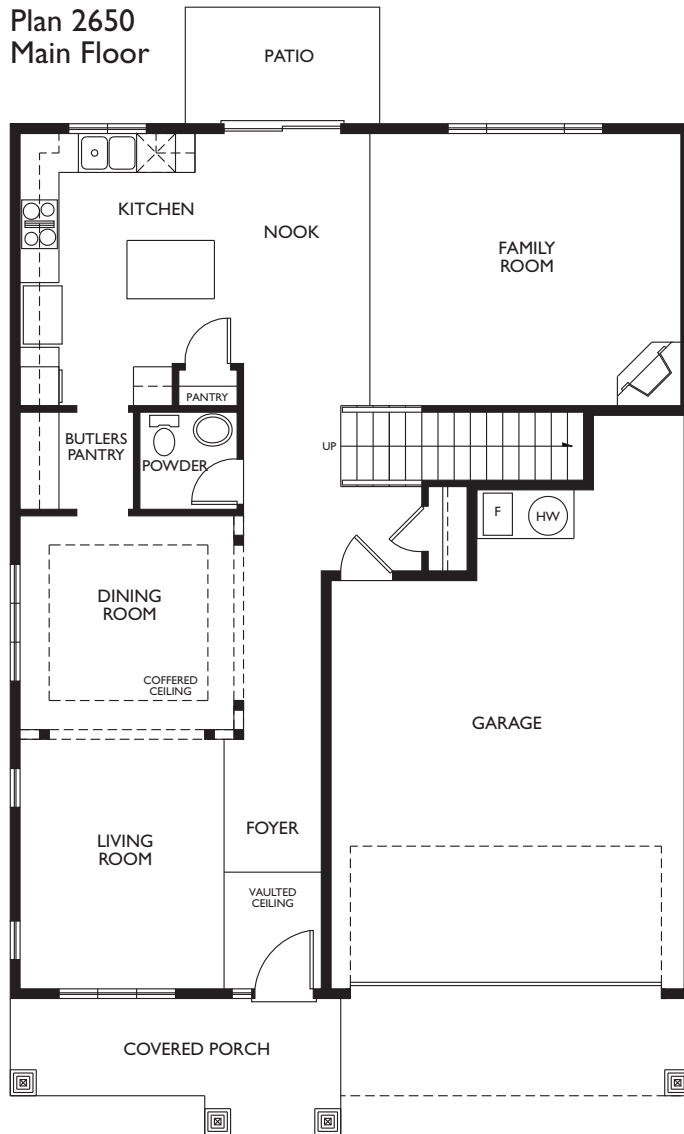 Plan 2650
Main Floor
PATIO
KITCHEN
NOOK
FAMILY
ROOM
PANTRY
BUTLERS
PANTRY
POWDER
UP
F
HW
DINING
ROOM
COFFERED
CEILING
GARAGE
LIVING
ROOM
FOYER
VAULTED
CEILING
COVERED PORCH